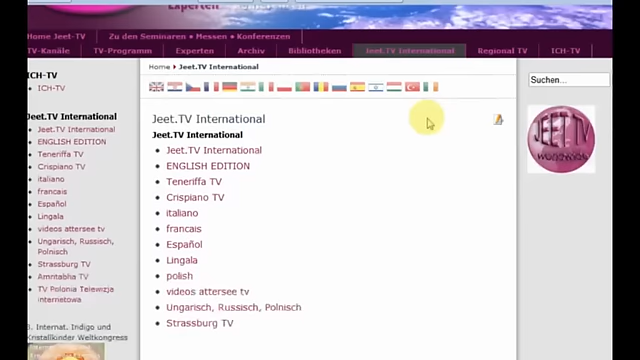 Experten
Home Jeet-TV
Zu den Seminaren • Messen • Konferenzen
TV-Kanäle
TV-Programm
Experten
Archiv
Bibliotheken
Jeet.TV International
Regional TV
ICH-TV
ICH-TV
ICH-TV
Jeet.TV International
Jeet.TV International
ENGLISH EDITION
Teneriffa TV
Crispiano TV
italiano
francais
Español
Lingala
videos attersee tv
Ungarisch, Russisch,
Polnisch
Strassburg TV
Amritabha TV
TV Polonia Telewizja
internetowa
3. Internat. Indigo und
Kristallkinder Weltkongress
Home Jeet.TV International
Jeet.TV International
Jeet.TV International
Jeet.TV International
ENGLISH EDITION
Teneriffa TV
Crispiano TV
italiano
francais
Español
Lingala
polish
videos attersee tv
Ungarisch, Russisch, Polnisch
Strassburg TV
Suchen...
JEET TV